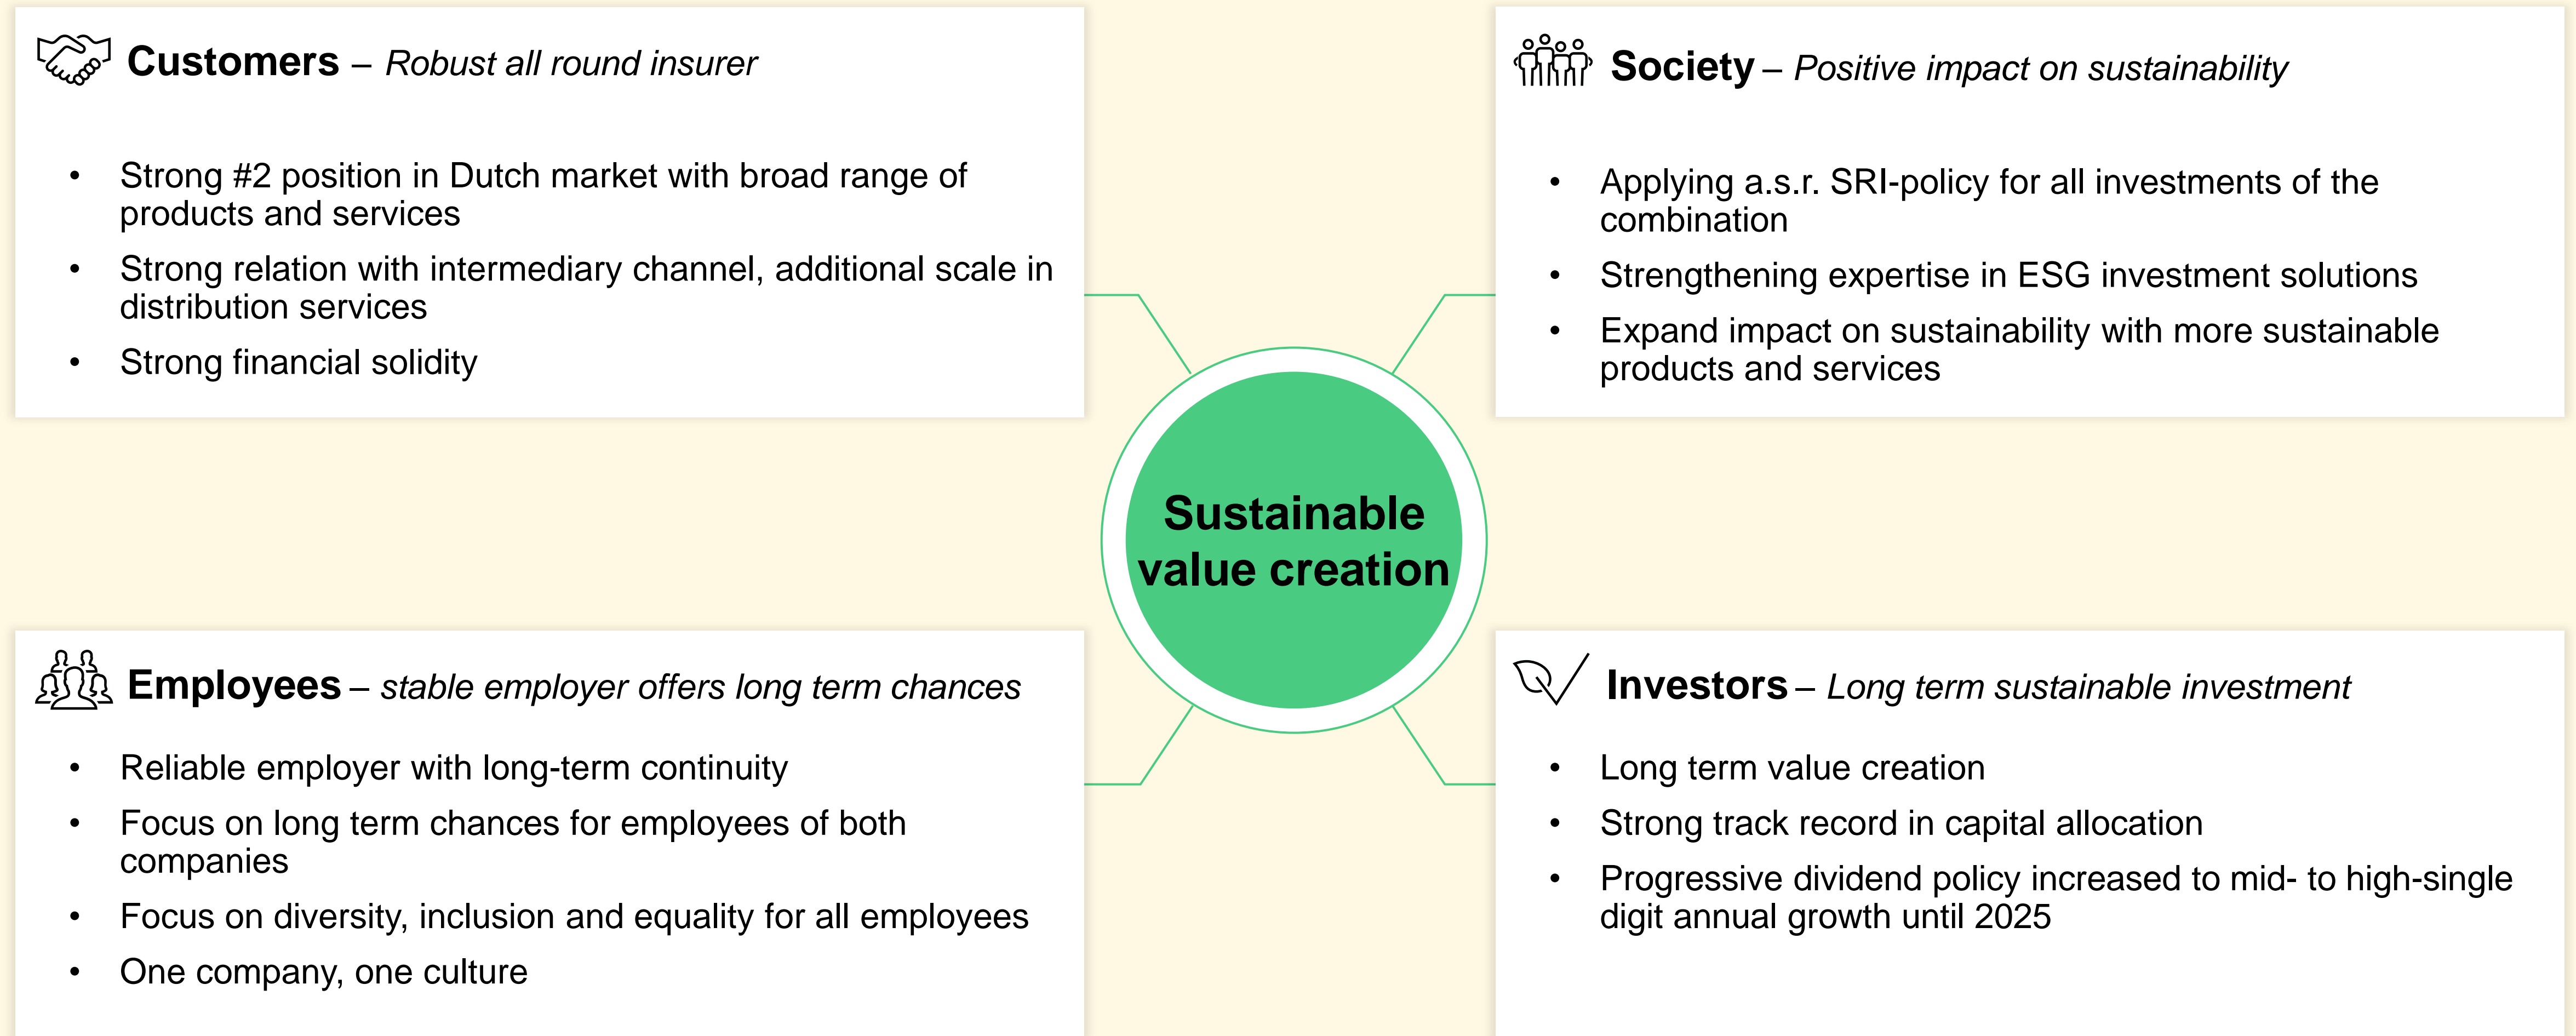 Customers – Robust all round insurer
• Strong #2 position in Dutch market with broad range of
products and services
• Strong relation with intermediary channel, additional scale in
distribution services
• Strong financial solidity
Society – Positive impact on sustainability
• Applying a.s.r. SRI-policy for all investments of the
combination
• Strengthening expertise in ESG investment solutions
• Expand impact on sustainability with more sustainable
products and services
Sustainable
value creation
Employees – stable employer offers long term chances
• Reliable employer with long-term continuity
• Focus on long term chances for employees of both
companies
• Focus on diversity, inclusion and equality for all employees
• One company, one culture
Investors – Long term sustainable investment
• Long term value creation
• Strong track record in capital allocation
• Progressive dividend policy increased to mid- to high-single
digit annual growth until 2025